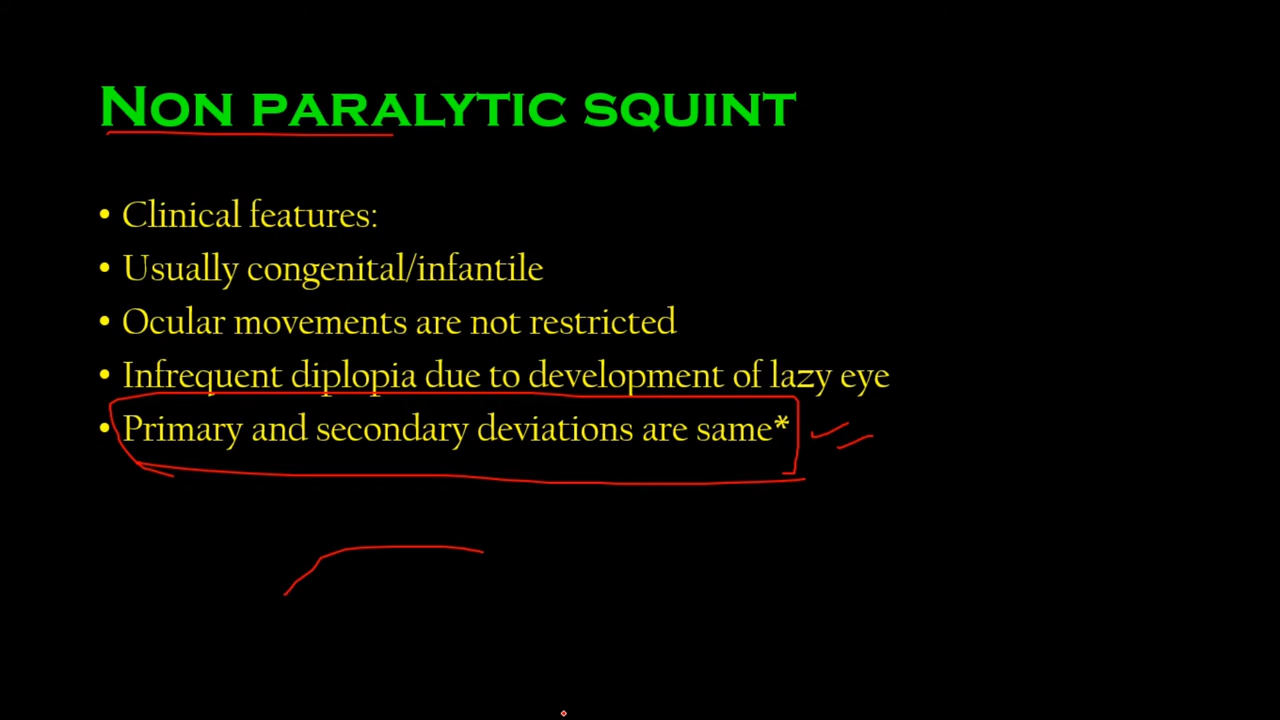 NON PARALYTIC SQUINT
• Clinical features:
• Usually congenital/infantile
• Ocular movements are not restricted
• Infrequent diplopia due to development of lazy eye
• Primary and secondary deviations are same*